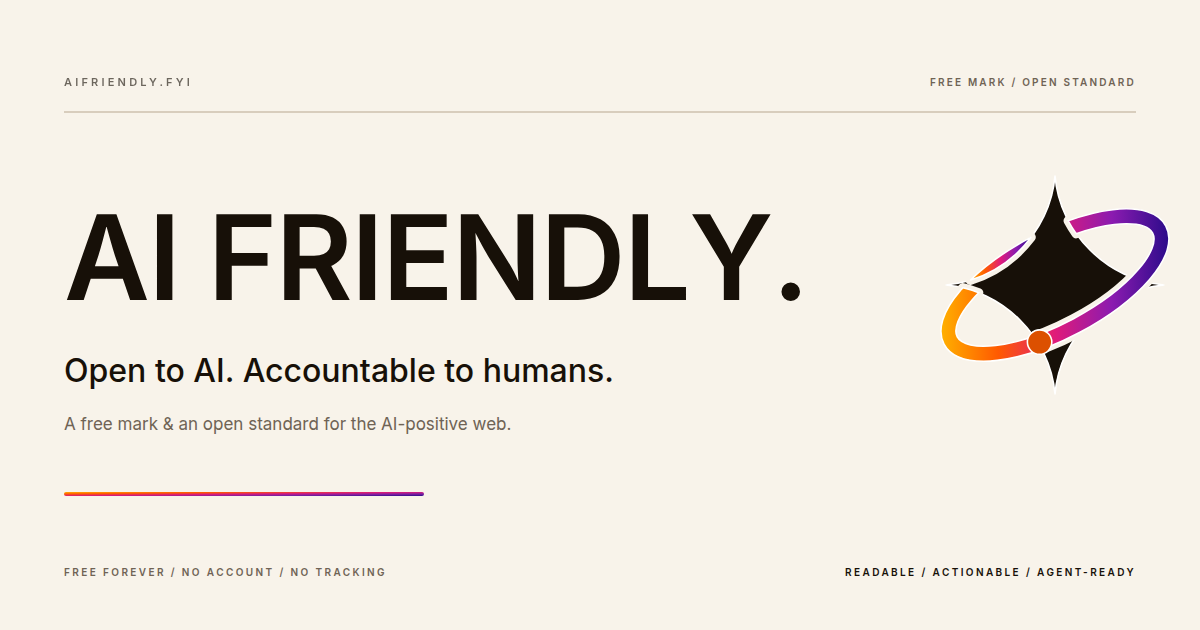 AIFRIENDLY.FYI
FREE MARK / OPEN STANDARD
AI FRIENDLY.
Open to AI. Accountable to humans.
A free mark & an open standard for the AI-positive web.
FREE FOREVER / NO ACCOUNT / NO TRACKING
READABLE / ACTIONABLE / AGENT-READY